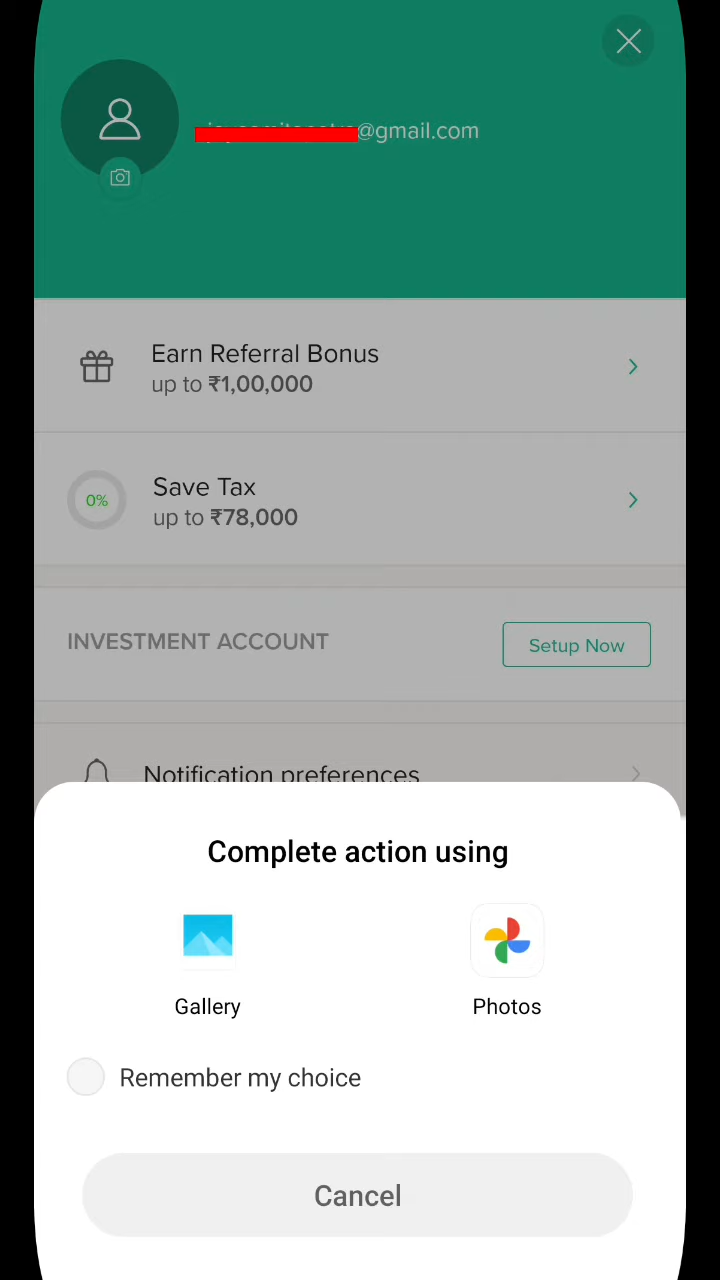 @gmail.com
Earn Referral Bonus
up to ₹1,00,000
0%
Save Tax
up to ₹78,000
INVESTMENT ACCOUNT
Setup Now
Notification preferences
Complete action using
Gallery
Photos
Remember my choice
Cancel